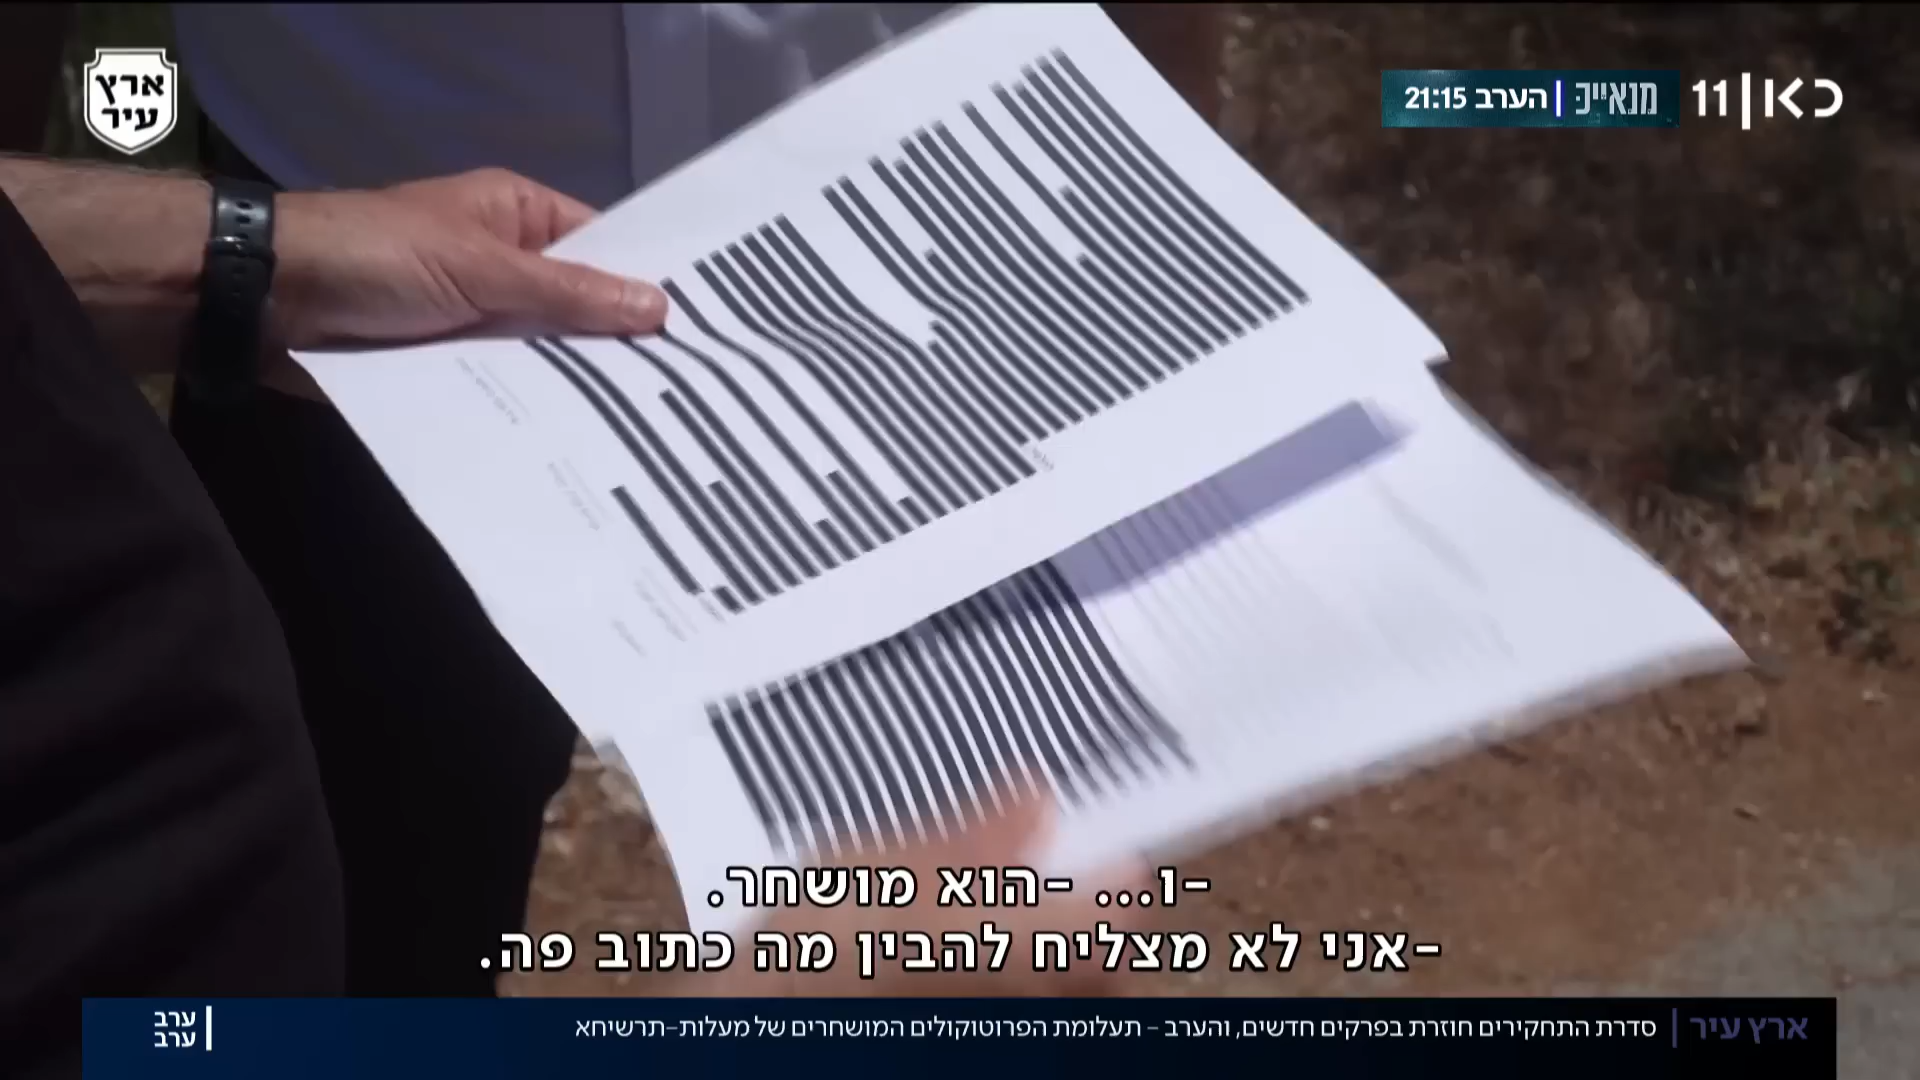 ארץ
עיר
מנאייכ | הערב 21:15
כאן | 11
-ו... -הוא מושחר.
-אני לא מצליח להבין מה כתוב פה.
ארץ עיר | סדרת התחקירים חוזרת בפרקים חדשים, והערב - תעלומת הפרוטוקולים המושחרים של מעלות-תרשיחא
ערב
ערב